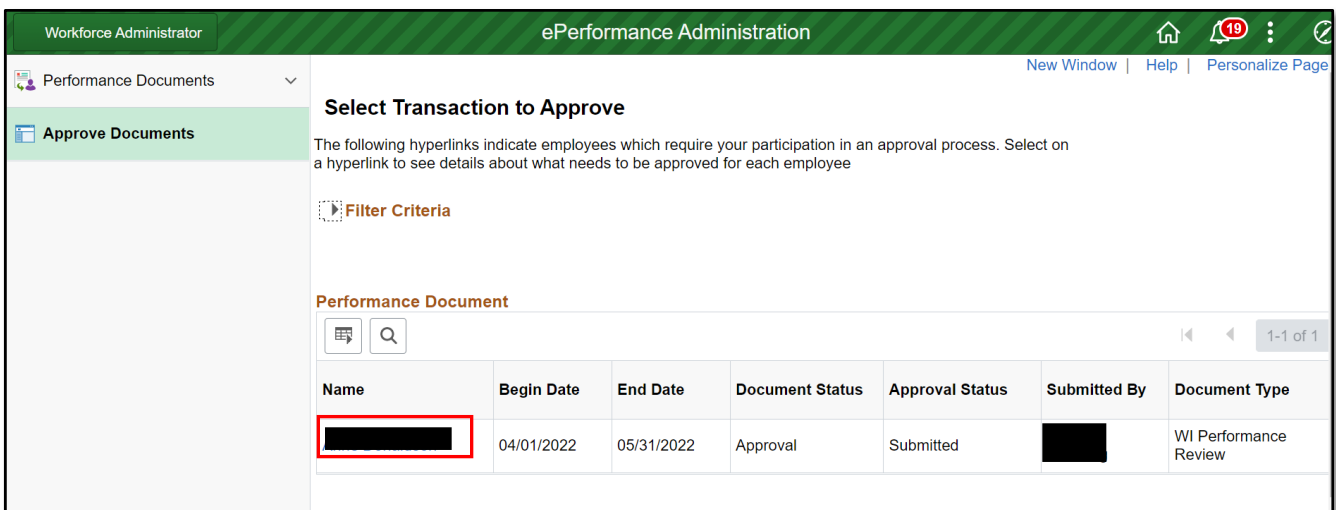 Workforce Administrator
ePerformance Administration
19
New Window | Help | Personalize Page
Performance Documents
Approve Documents
Select Transaction to Approve
The following hyperlinks indicate employees which require your participation in an approval process. Select on
a hyperlink to see details about what needs to be approved for each employee
Filter Criteria
Performance Document
1-1 of 1
Name Begin Date End Date Document Status Approval Status Submitted By Document Type
04/01/2022 05/31/2022 Approval Submitted WI Performance
Review